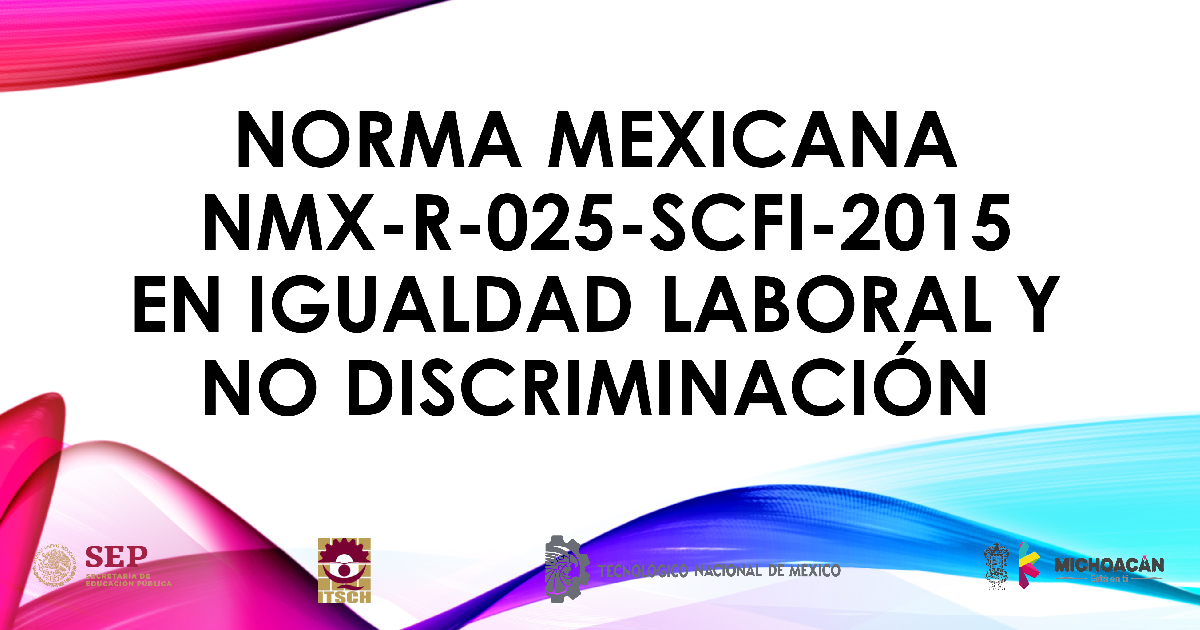 NORMA MEXICANA
NMX-R-025-SCFI-2015
EN IGUALDAD LABORAL Y
NO DISCRIMINACIÓN
SEP
SECRETARÍA DE
EDUCACIÓN PÚBLICA
ITSCH
TECNOLÓGICO NACIONAL DE MÉXICO
MICHOACÁN